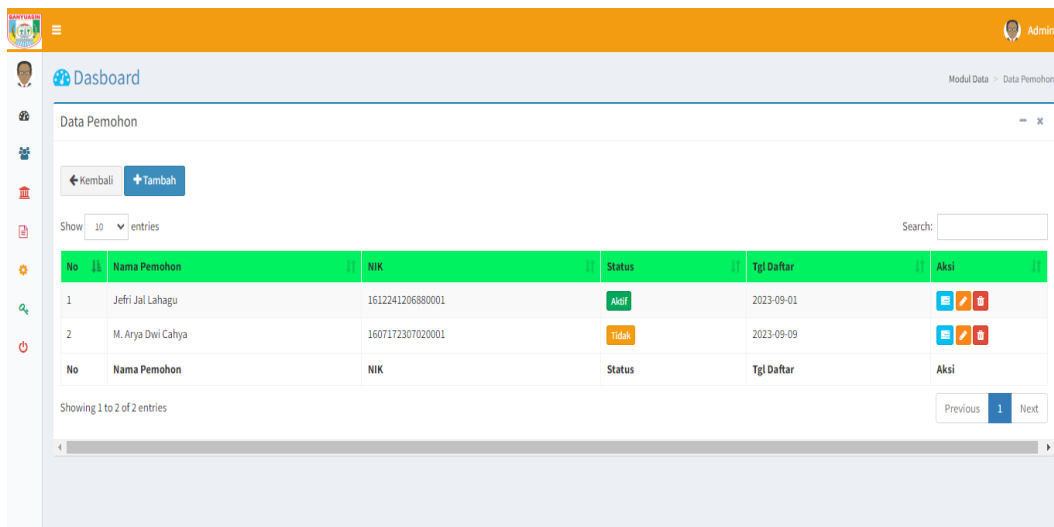 BANYUASIN
Admin
Dasboard
Modul Data > Data Pemohon
Data Pemohon
Kembali
Tambah
Show 10 entries
Search:
No Nama Pemohon NIK Status Tgl Daftar Aksi
1 Jefri Jal Lahagu 1612241206880001 Aktif 2023-09-01
2 M. Arya Dwi Cahya 1607172307020001 Tidak 2023-09-09
No Nama Pemohon NIK Status Tgl Daftar Aksi
Showing 1 to 2 of 2 entries
Previous 1 Next